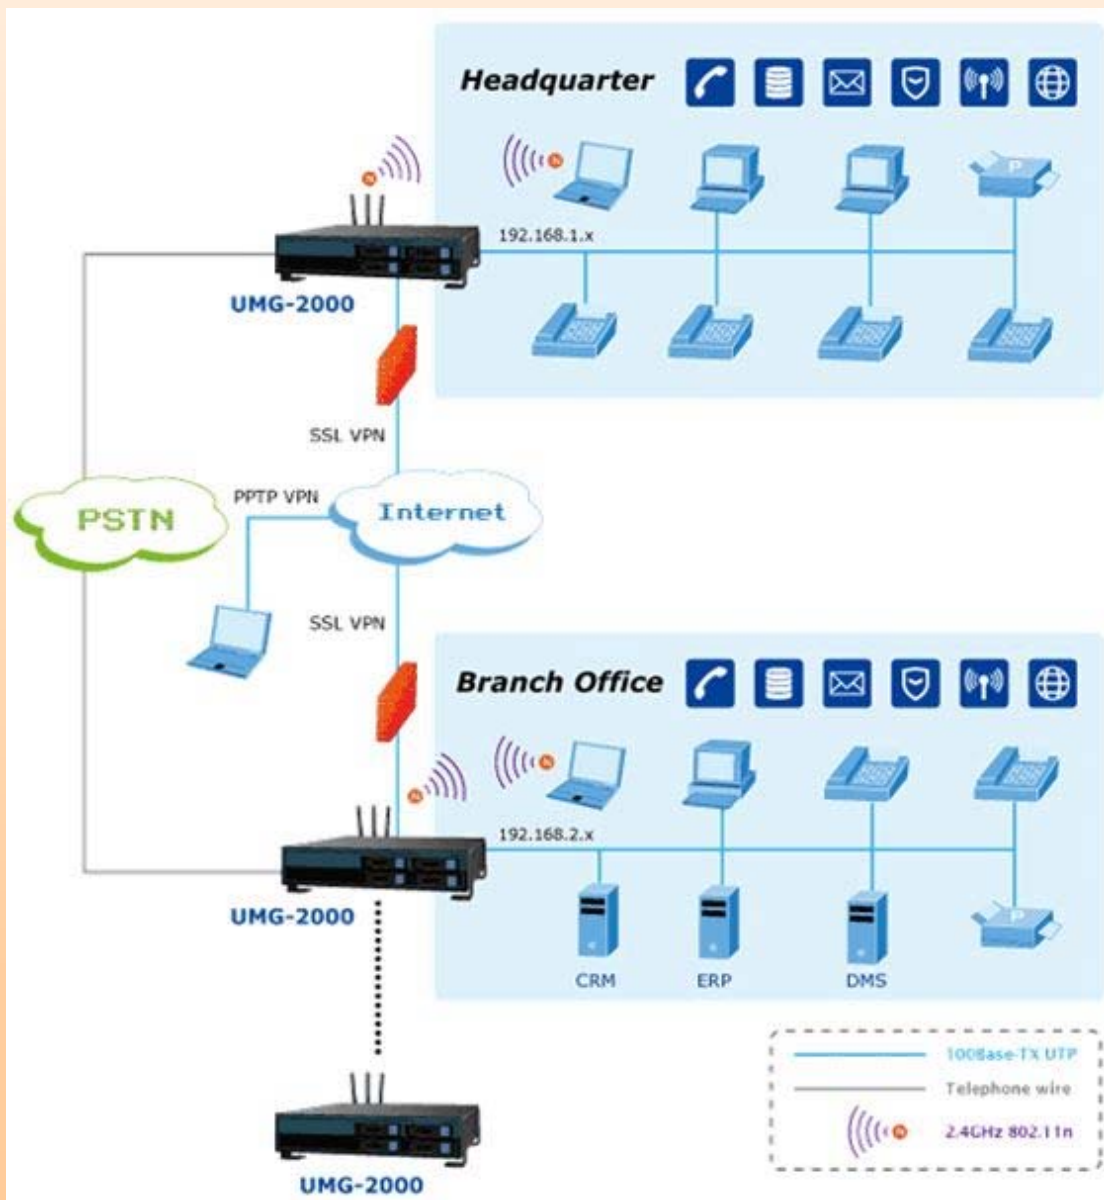 Headquarter
192.168.1.x
UMG-2000
SSL VPN
PPTP VPN
PSTN
Internet
SSL VPN
Branch Office
192.168.2.x
UMG-2000
CRM
ERP
DMS
100Base-TX UTP
Telephone wire
2.4GHz 802.11n
UMG-2000